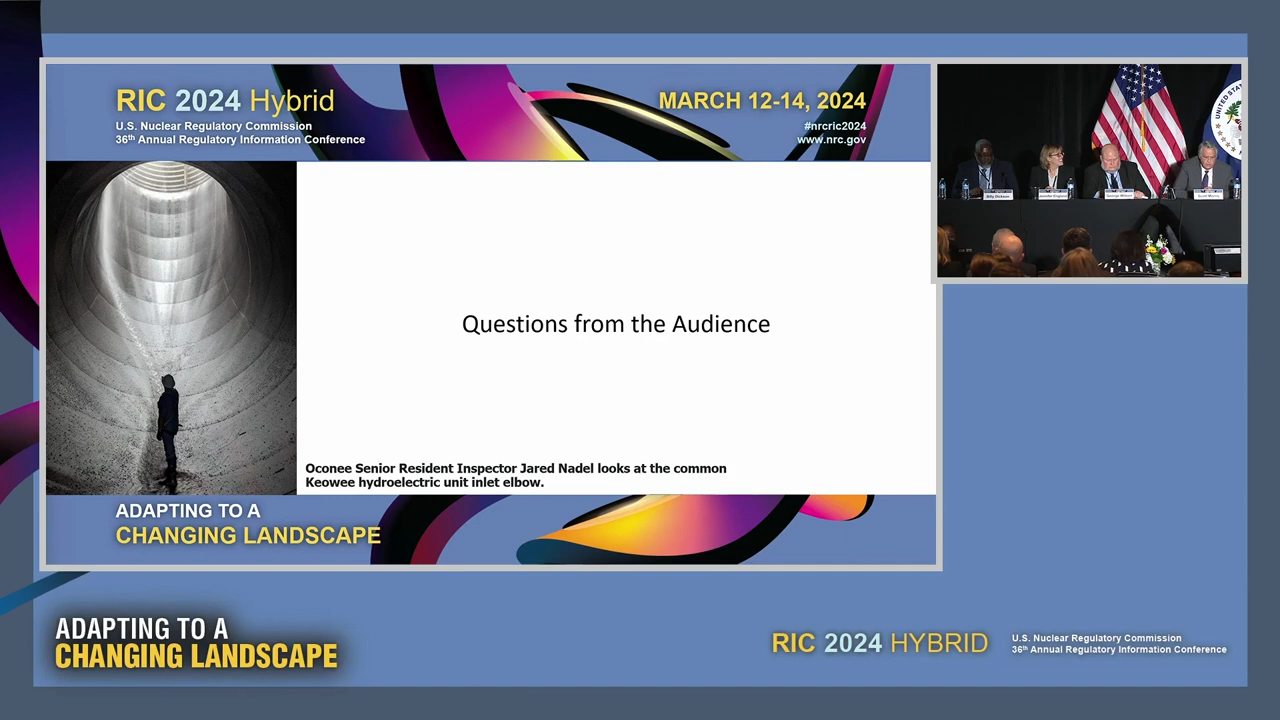 RIC 2024 Hybrid
U.S. Nuclear Regulatory Commission
36th Annual Regulatory Information Conference
MARCH 12-14, 2024
#nrcric2024
www.nrc.gov
Questions from the Audience
Oconee Senior Resident Inspector Jared Nadel looks at the common
Keowee hydroelectric unit inlet elbow.
ADAPTING TO A
CHANGING LANDSCAPE
UNITED STATES
ADAPTING TO A
CHANGING LANDSCAPE
RIC 2024 HYBRID
U.S. Nuclear Regulatory Commission
36th Annual Regulatory Information Conference